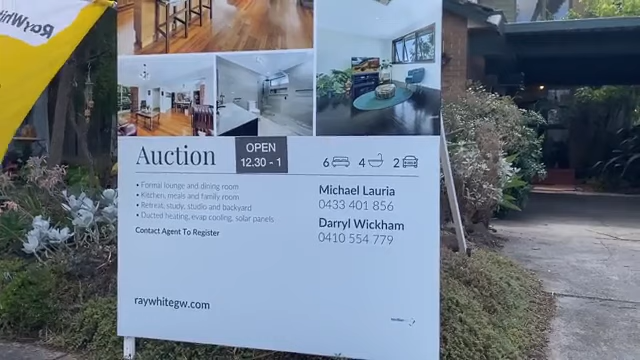 RayWhite.
Auction
OPEN
12.30 - 1
6 4 2
• Formal lounge and dining room
• Kitchen, meals and family room
• Retreat, study, studio and backyard
• Ducted heating, evap cooling, solar panels
Contact Agent To Register
Michael Lauria
0433 401 856
Darryl Wickham
0410 554 779
raywhitegw.com